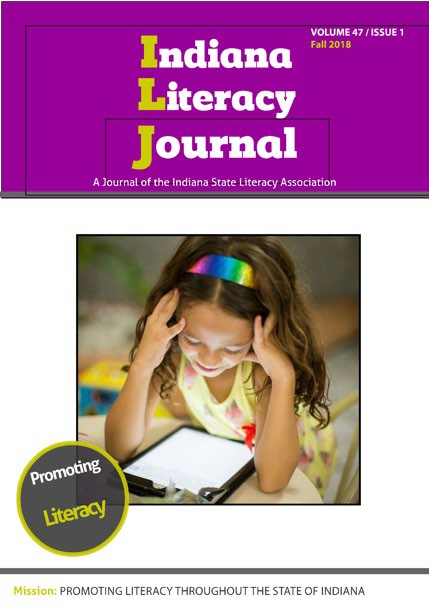 VOLUME 47 / ISSUE 1
Fall 2018
Indiana
Literacy
Journal
A Journal of the Indiana State Literacy Association
Promoting
Literacy
Mission: PROMOTING LITERACY THROUGHOUT THE STATE OF INDIANA